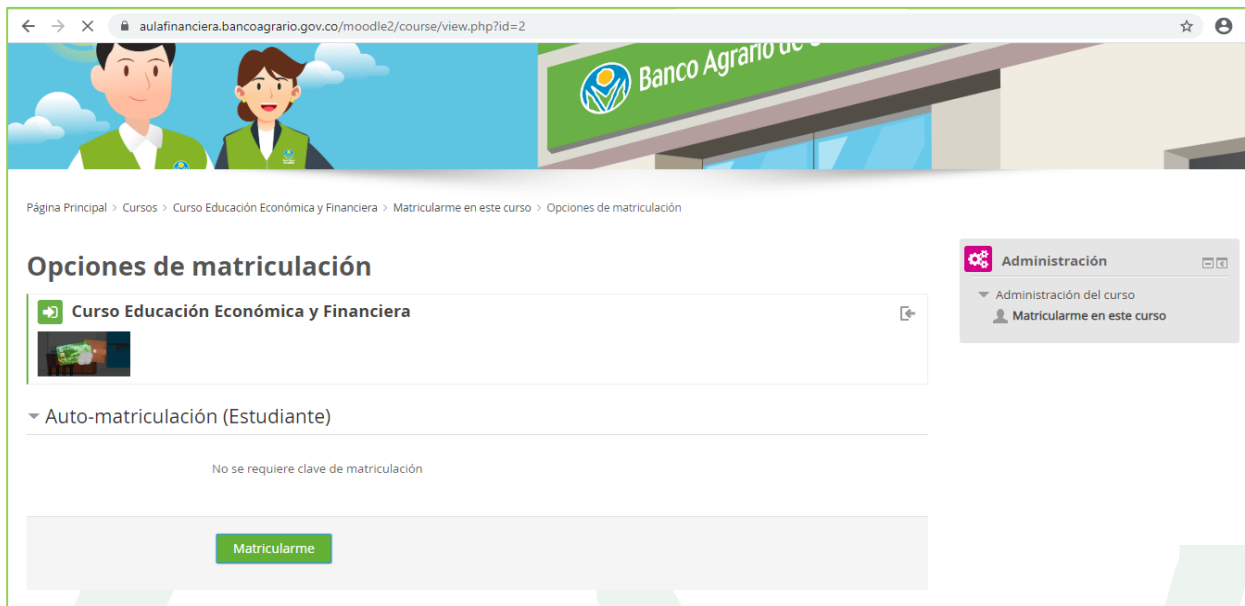 aulafinanciera.bancoagrario.gov.co/moodle2/course/view.php?id=2
Banco Agrario de
Página Principal > Cursos > Curso Educación Económica y Financiera > Matricularme en este curso > Opciones de matriculación
Opciones de matriculación
Curso Educación Económica y Financiera
Auto-matriculación (Estudiante)
No se requiere clave de matriculación
Matricularme
Administración
Administración del curso
Matricularme en este curso